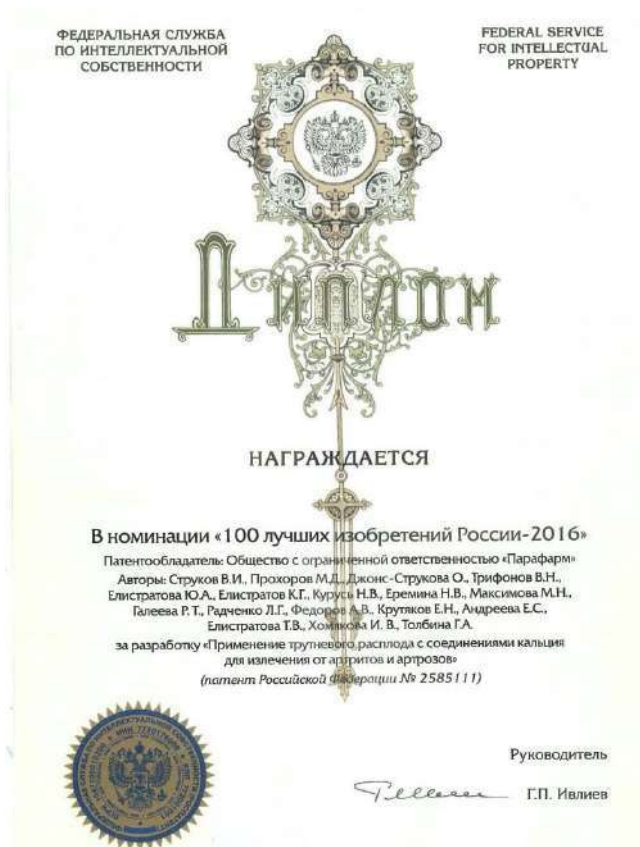 ФЕДЕРАЛЬНАЯ СЛУЖБА
ПО ИНТЕЛЛЕКТУАЛЬНОЙ
СОБСТВЕННОСТИ
FEDERAL SERVICE
FOR INTELLECTUAL
PROPERTY
Диплом
НАГРАЖДАЕТСЯ
В номинации «100 лучших изобретений России-2016»
Патентообладатель: Общество с ограниченной ответственностью «Парафарм»
Авторы: Струков В.И., Прохоров М.Д., Джонс-Струкова О., Трифонов В.Н.,
Елистратова Ю.А., Елистратов К.Г., Курусь Н.В., Еремина Н.В., Максимова М.Н.,
Галеева Р. Т., Радченко Л.Г., Федоров А.В., Крутяков Е.Н., Андреева Е.С.,
Елистратова Т.В., Хомякова И. В., Толбина Г.А.
за разработку «Применение трутневого расплода с соединениями кальция
для излечения от артритов и артрозов»
(патент Российской Федерации № 2585111)
Руководитель
Г.П. Ивлиев